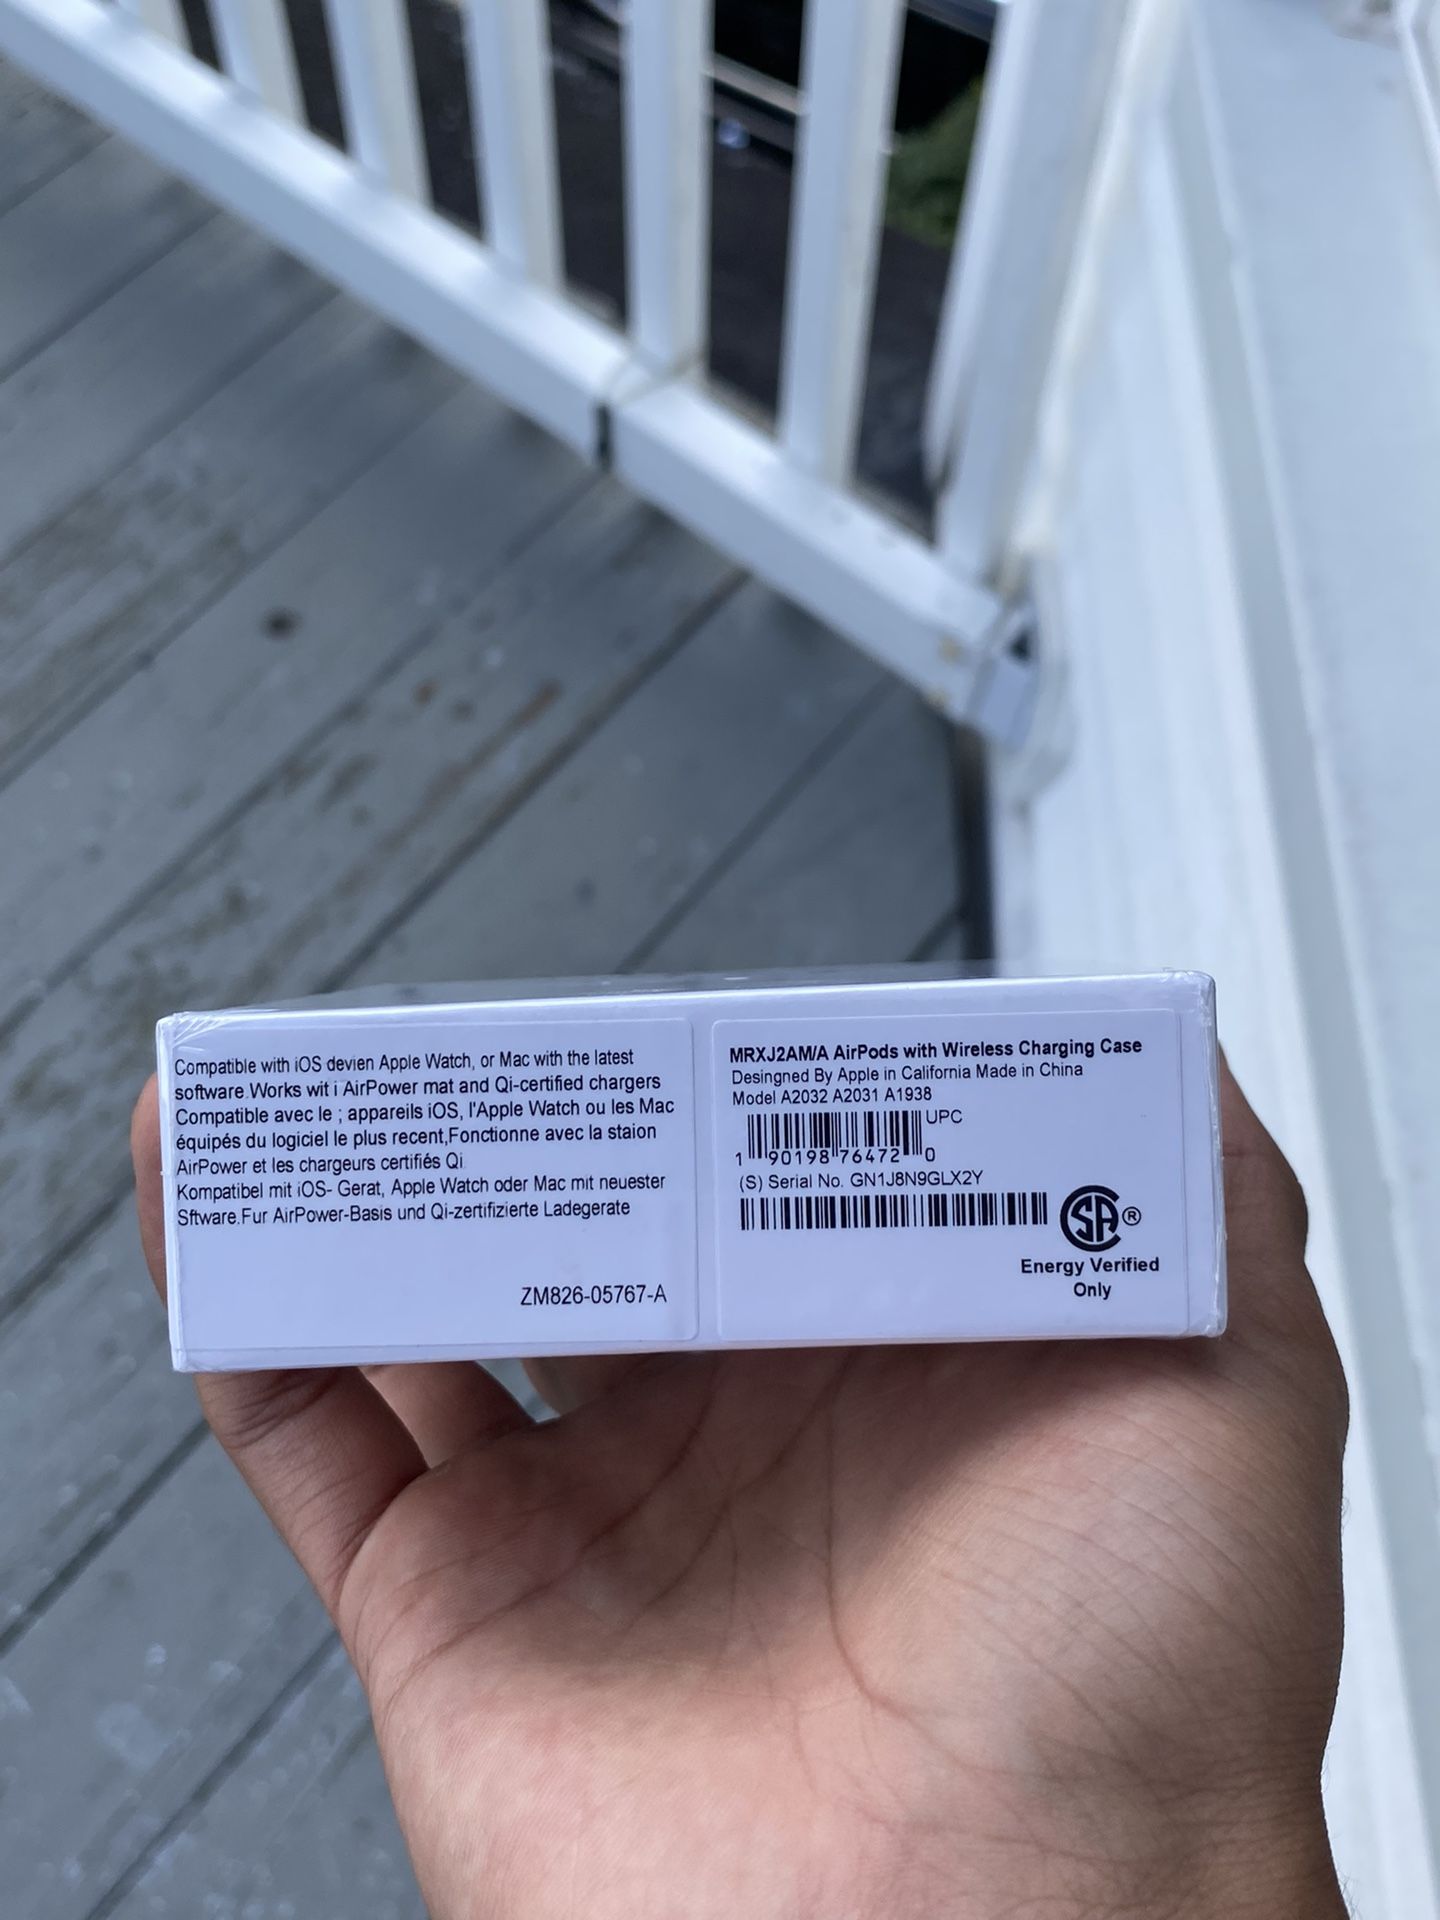 Compatible with iOS devien Apple Watch, or Mac with the latest
software.Works wit i AirPower mat and Qi-certified chargers
Compatible avec le ; appareils iOS, l'Apple Watch ou les Mac
équipés du logiciel le plus recent,Fonctionne avec la staion
AirPower et les chargeurs certifiés Qi
Kompatibel mit iOS- Gerat, Apple Watch oder Mac mit neuester
Sftware.Fur AirPower-Basis und Qi-zertifizierte Ladegerate
ZM826-05767-A
MRXJ2AM/A AirPods with Wireless Charging Case
Desingned By Apple in California Made in China
Model A2032 A2031 A1938
UPC
1 90198 76472 0
(S) Serial No. GN1J8N9GLX2Y
SA ®
Energy Verified
Only